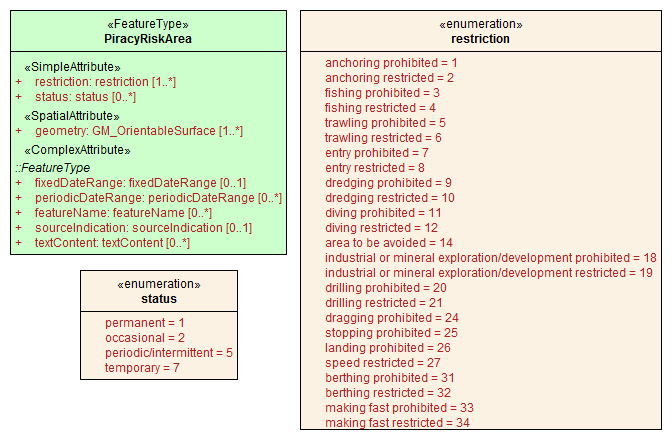 «FeatureType»
PiracyRiskArea
«SimpleAttribute»
+ restriction: restriction [1..*]
+ status: status [0..*]
«SpatialAttribute»
+ geometry: GM_OrientableSurface [1..*]
«ComplexAttribute»
::FeatureType
+ fixedDateRange: fixedDateRange [0..1]
+ periodicDateRange: periodicDateRange [0..*]
+ featureName: featureName [0..*]
+ sourceIndication: sourceIndication [0..1]
+ textContent: textContent [0..*]
«enumeration»
status
permanent = 1
occasional = 2
periodic/intermittent = 5
temporary = 7
«enumeration»
restriction
anchoring prohibited = 1
anchoring restricted = 2
fishing prohibited = 3
fishing restricted = 4
trawling prohibited = 5
trawling restricted = 6
entry prohibited = 7
entry restricted = 8
dredging prohibited = 9
dredging restricted = 10
diving prohibited = 11
diving restricted = 12
area to be avoided = 14
industrial or mineral exploration/development prohibited = 18
industrial or mineral exploration/development restricted = 19
drilling prohibited = 20
drilling restricted = 21
dragging prohibited = 24
stopping prohibited = 25
landing prohibited = 26
speed restricted = 27
berthing prohibited = 31
berthing restricted = 32
making fast prohibited = 33
making fast restricted = 34